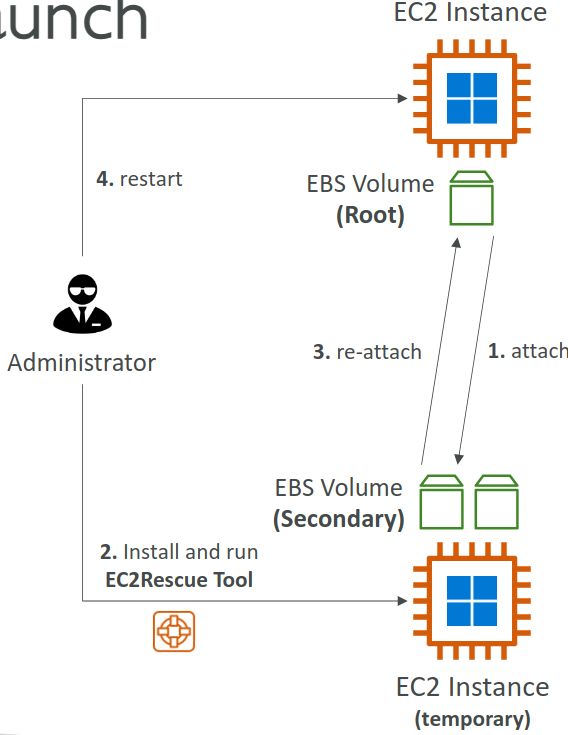 aunch
EC2 Instance
4. restart
EBS Volume
(Root)
Administrator
3. re-attach
1. attach
EBS Volume
(Secondary)
2. Install and run
EC2Rescue Tool
EC2 Instance
(temporary)